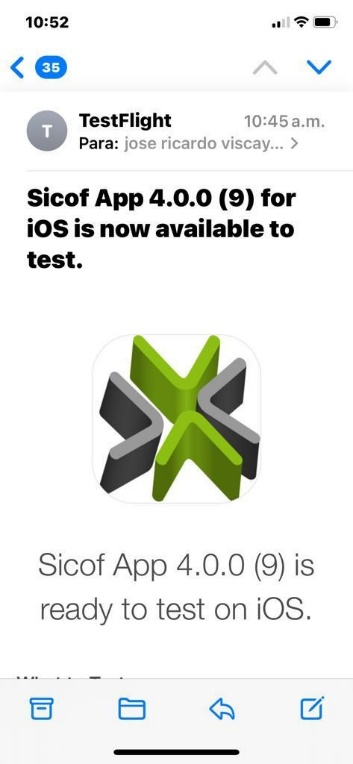 10:52
35
T
TestFlight
10:45 a.m.
Para: jose ricardo viscay...
Sicof App 4.0.0 (9) for
iOS is now available to
test.
Sicof App 4.0.0 (9) is
ready to test on iOS.